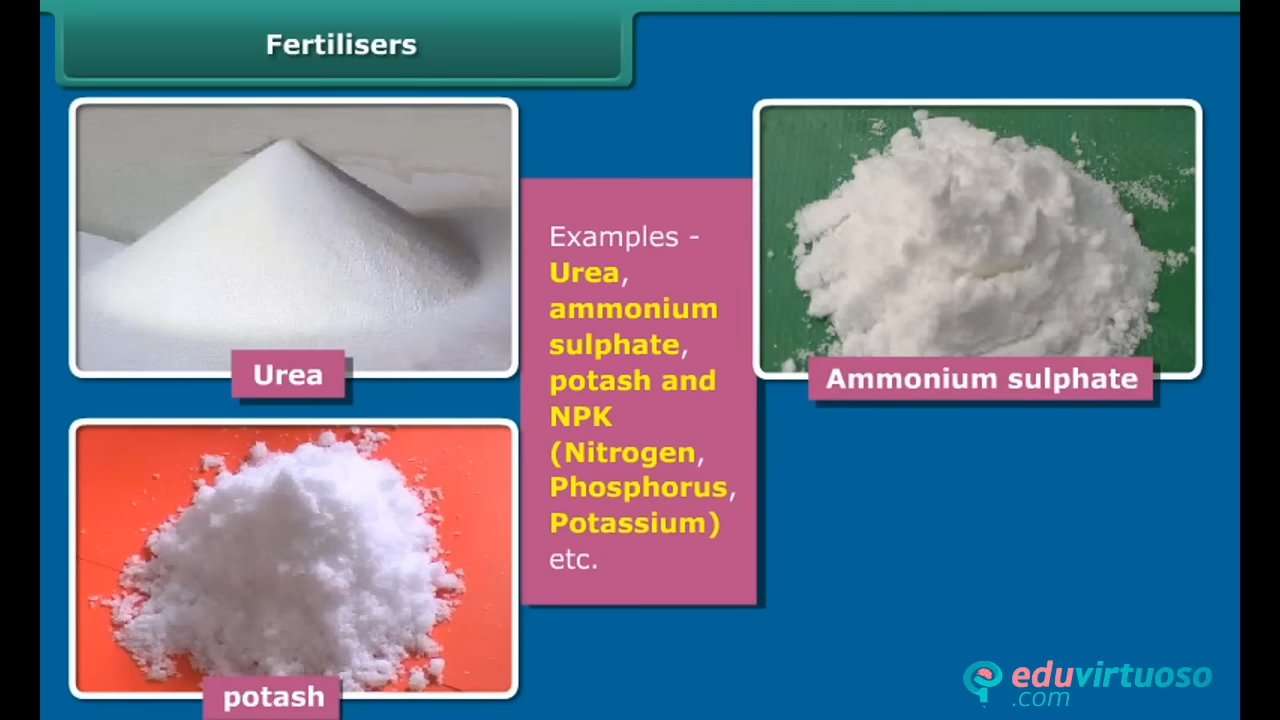 Fertilisers
Urea
Examples -
Urea,
ammonium
sulphate,
potash and
NPK
(Nitrogen,
Phosphorus,
Potassium)
etc.
Ammonium sulphate
potash
eduvirtuoso
.com